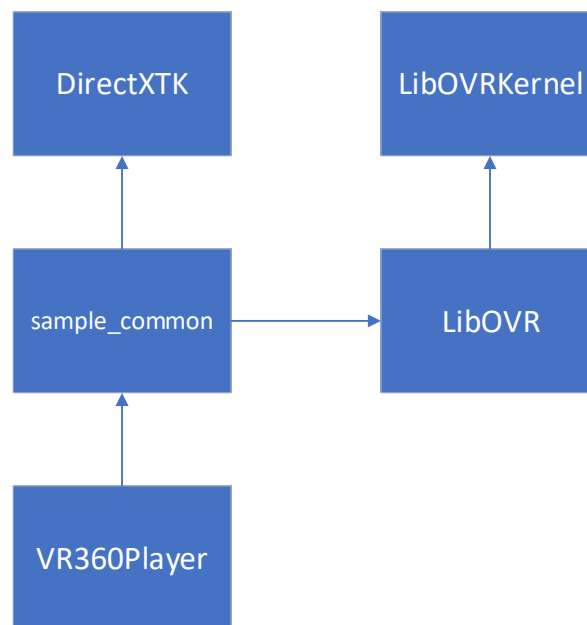 DirectXTK
LibOVRKernel
sample_common
LibOVR
VR360Player